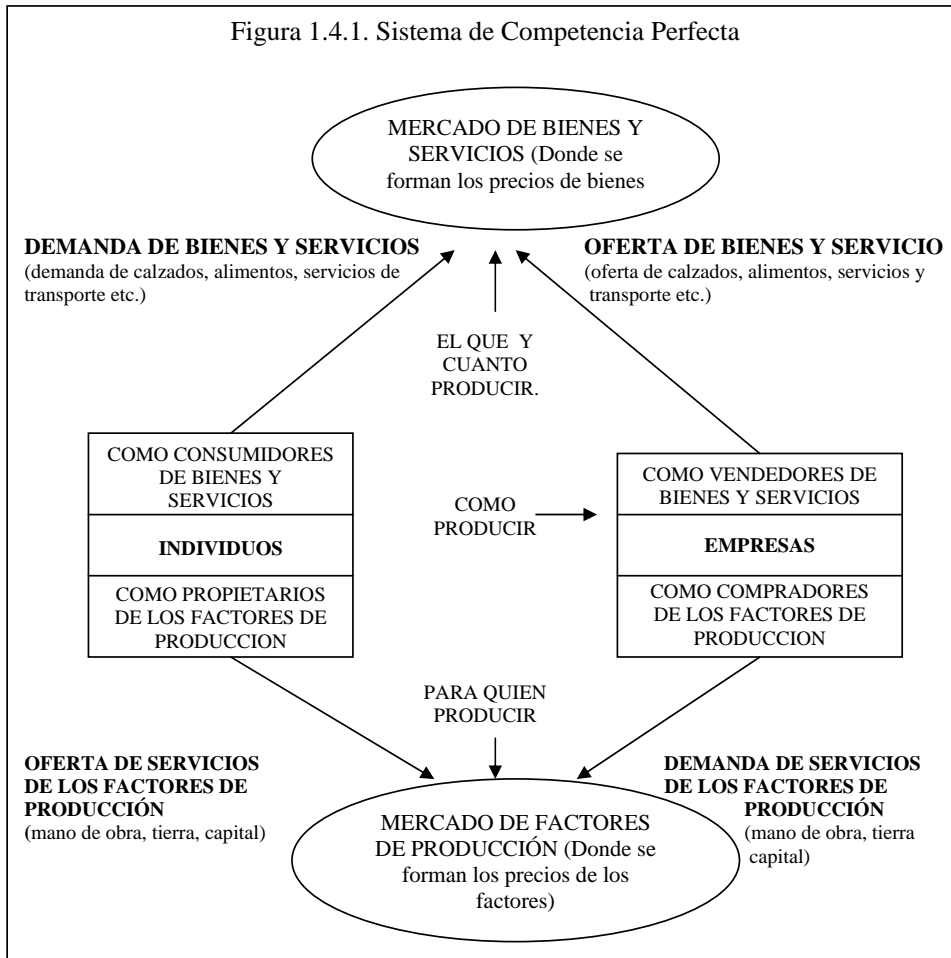 Figura 1.4.1. Sistema de Competencia Perfecta
MERCADO DE BIENES Y
SERVICIOS (Donde se
forman los precios de bienes
DEMANDA DE BIENES Y SERVICIOS
(demanda de calzados, alimentos, servicios de
transporte etc.)
OFERTA DE BIENES Y SERVICIO
(oferta de calzados, alimentos, servicios y
transporte etc.)
EL QUE Y
CUANTO
PRODUCIR.
COMO CONSUMIDORES
DE BIENES Y
SERVICIOS
INDIVIDUOS
COMO PROPIETARIOS
DE LOS FACTORES DE
PRODUCCION
COMO
PRODUCIR
COMO VENDEDORES DE
BIENES Y SERVICIOS
EMPRESAS
COMO COMPRADORES
DE LOS FACTORES DE
PRODUCCION
PARA QUIEN
PRODUCIR
OFERTA DE SERVICIOS
DE LOS FACTORES DE
PRODUCCIÓN
(mano de obra, tierra, capital)
DEMANDA DE SERVICIOS
DE LOS FACTORES DE
PRODUCCIÓN
(mano de obra, tierra
capital)
MERCADO DE FACTORES
DE PRODUCCIÓN (Donde se
forman los precios de los
factores)